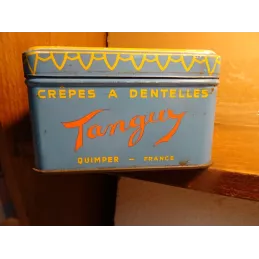 CRÊPES A DENTELLES
Tanguy
QUIMPER – FRANCE